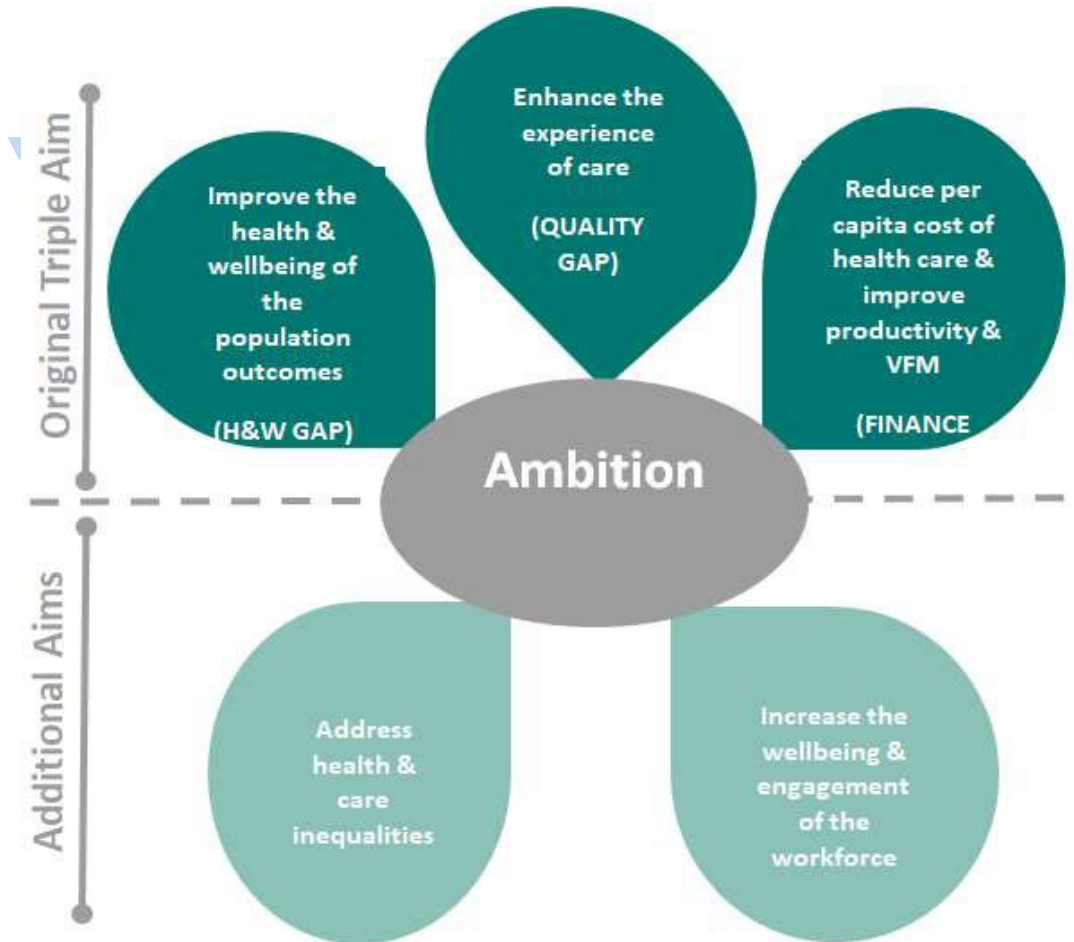 Original Triple Aim
Improve the
health &
wellbeing of
the
population
outcomes
(H&W GAP)
Enhance the
experience
of care
(QUALITY
GAP)
Reduce per
capita cost of
health care &
improve
productivity &
VFM
(FINANCE
Ambition
Additional Aims
Address
health &
care
inequalities
Increase the
wellbeing &
engagement
of the
workforce